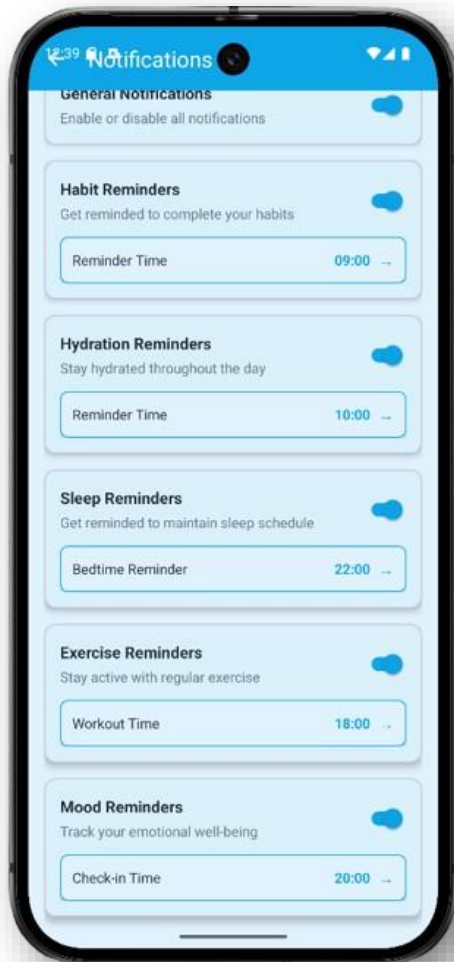 12:39
← Notifications
General Notifications
Enable or disable all notifications
Habit Reminders
Get reminded to complete your habits
Reminder Time 09:00 →
Hydration Reminders
Stay hydrated throughout the day
Reminder Time 10:00 →
Sleep Reminders
Get reminded to maintain sleep schedule
Bedtime Reminder 22:00 →
Exercise Reminders
Stay active with regular exercise
Workout Time 18:00 →
Mood Reminders
Track your emotional well-being
Check-in Time 20:00 →